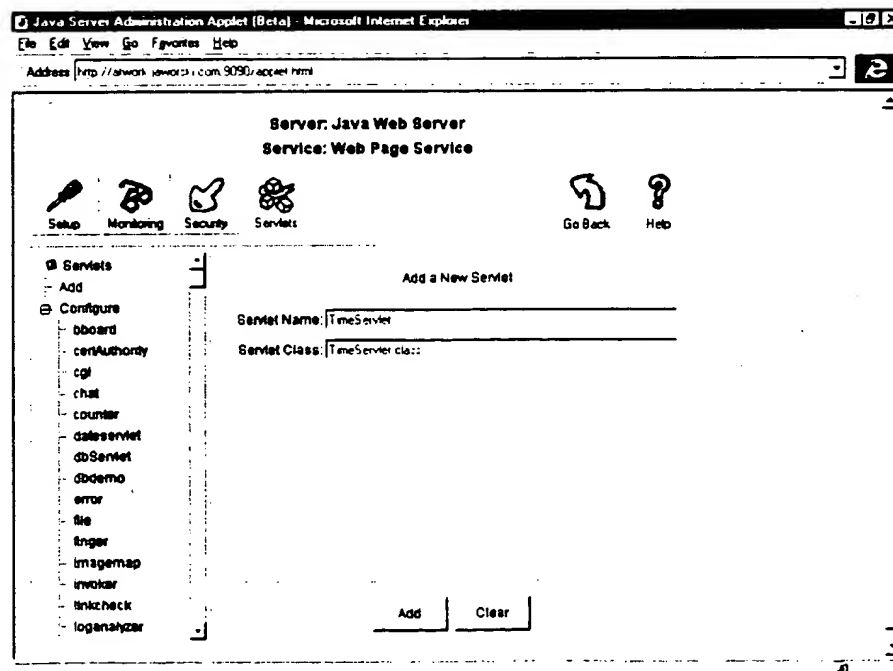 Java Server Administration Applet (Beta) - Microsoft Internet Explorer
File Edit View Go Favorites Help
Address
Server: Java Web Server
Service: Web Page Service
Setup Monitoring Security Servlets Go Back Help
Servlets
Add
Configure
bboard
certAuthority
cgi
chat
counter
dateservlet
dbServlet
dbdemo
error
file
finger
imagemap
invoker
linkcheck
loganalyzer
Add a New Servlet
Servlet Name: TimeServlet
Servlet Class: TimeServlet.class
Add Clear